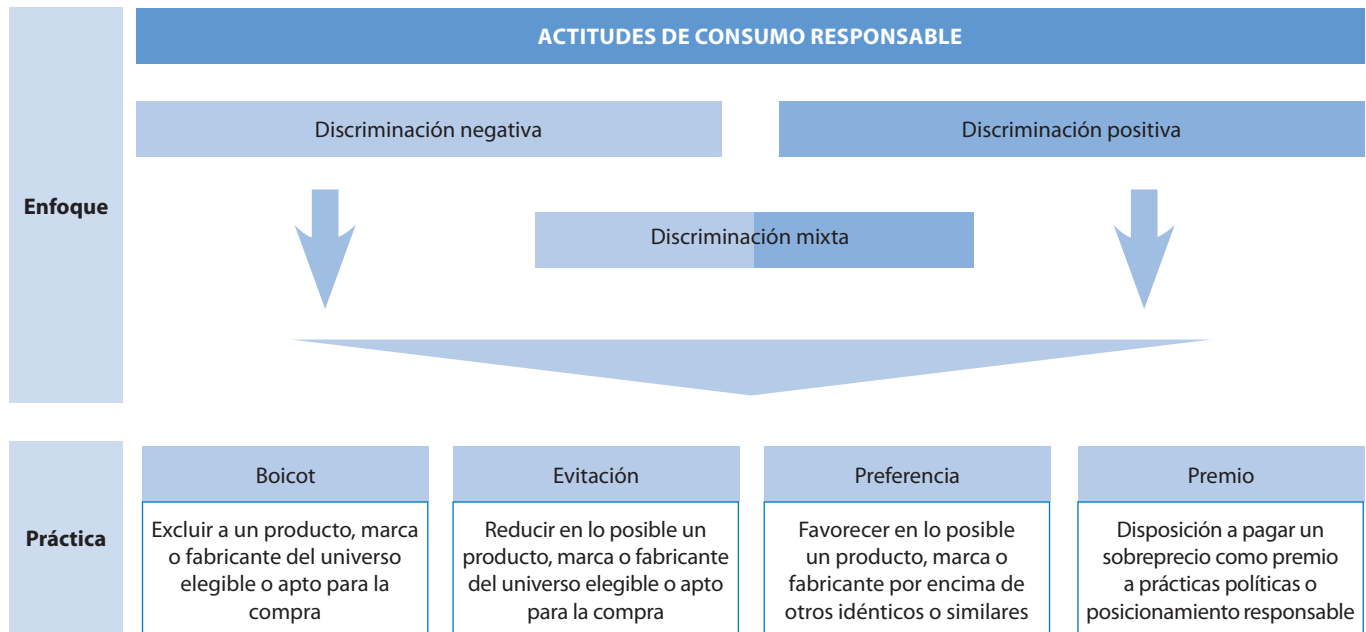 ACTITUDES DE CONSUMO RESPONSABLE
Discriminación negativa
Discriminación positiva
Enfoque
Discriminación mixta
Práctica
Boicot
Excluir a un producto, marca
o fabricante del universo
elegible o apto para la
compra
Evitación
Reducir en lo posible un
producto, marca o fabricante
del universo elegible o apto
para la compra
Preferencia
Favorecer en lo posible
un producto, marca o
fabricante por encima de
otros idénticos o similares
Premio
Disposición a pagar un
sobreprecio como premio
a prácticas políticas o
posicionamiento responsable